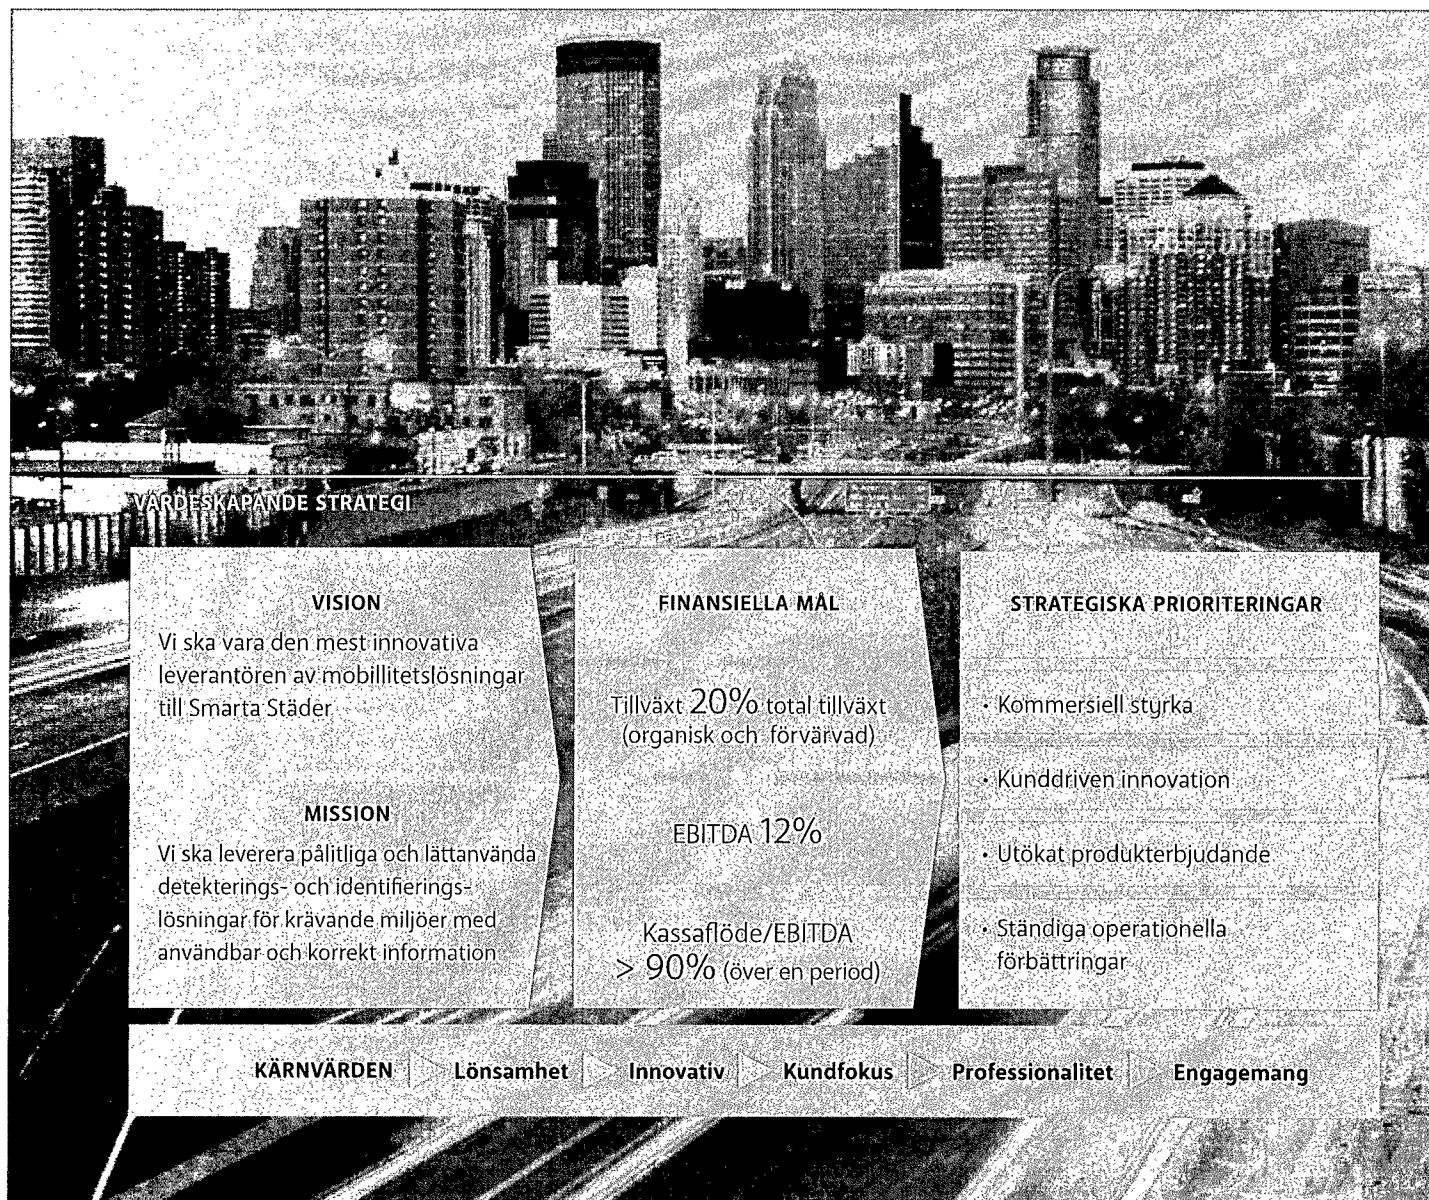 VÄRDESKAPANDE STRATEGI
VISION
Vi ska vara den mest innovativa
leverantören av mobillitetslösningar
till Smarta Städer
MISSION
Vi ska leverera pålitliga och lättanvända
detekterings- och identifierings-
lösningar för krävande miljöer med
användbar och korrekt information
FINANSIELLA MÅL
Tillväxt 20% total tillväxt
(organisk och förvärvad)
EBITDA 12%
Kassaflöde/EBITDA
> 90% (över en period)
STRATEGISKA PRIORITERINGAR
· Kommersiell styrka
· Kunddriven innovation
· Utökat produkterbjudande
· Ständiga operationella
förbättringar
KÄRNVÄRDEN Lönsamhet Innovativ Kundfokus Professionalitet Engagemang